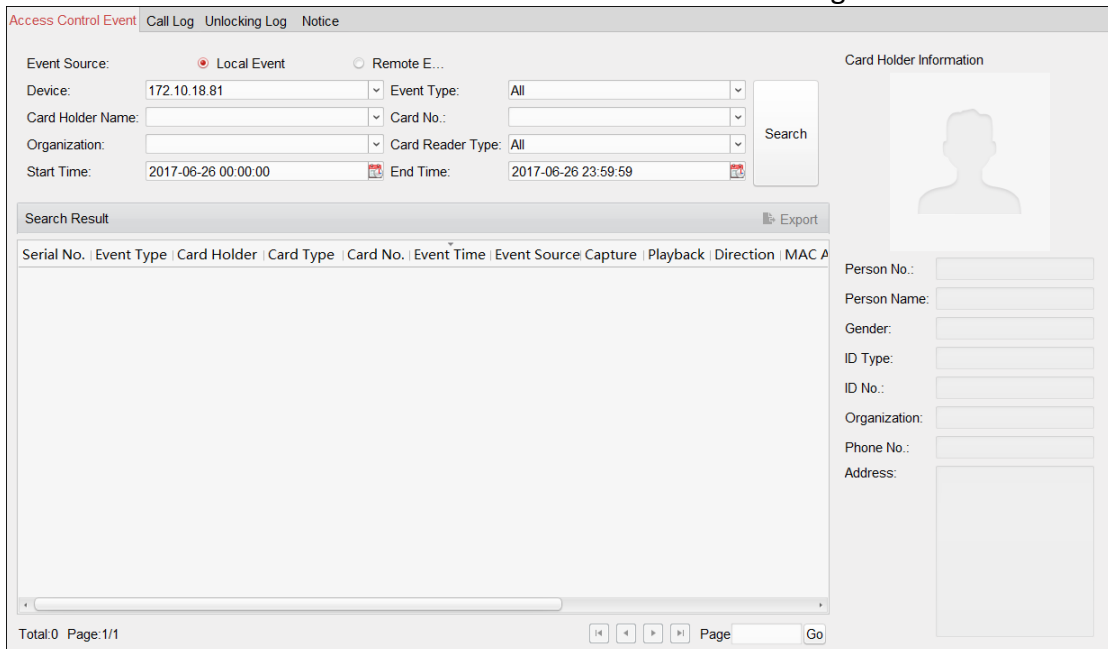 Access Control Event Call Log Unlocking Log Notice
Event Source: Local Event Remote E...
Device: 172.10.18.81 Event Type: All
Card Holder Name: Card No.:
Search
Organization: Card Reader Type: All
Start Time: 2017-06-26 00:00:00 End Time: 2017-06-26 23:59:59
Search Result Export
Serial No. Event Type Card Holder Card Type Card No. Event Time Event Source Capture Playback Direction MAC A
Total:0 Page:1/1 Page Go
Card Holder Information
Person No.:
Person Name:
Gender:
ID Type:
ID No.:
Organization:
Phone No.:
Address: